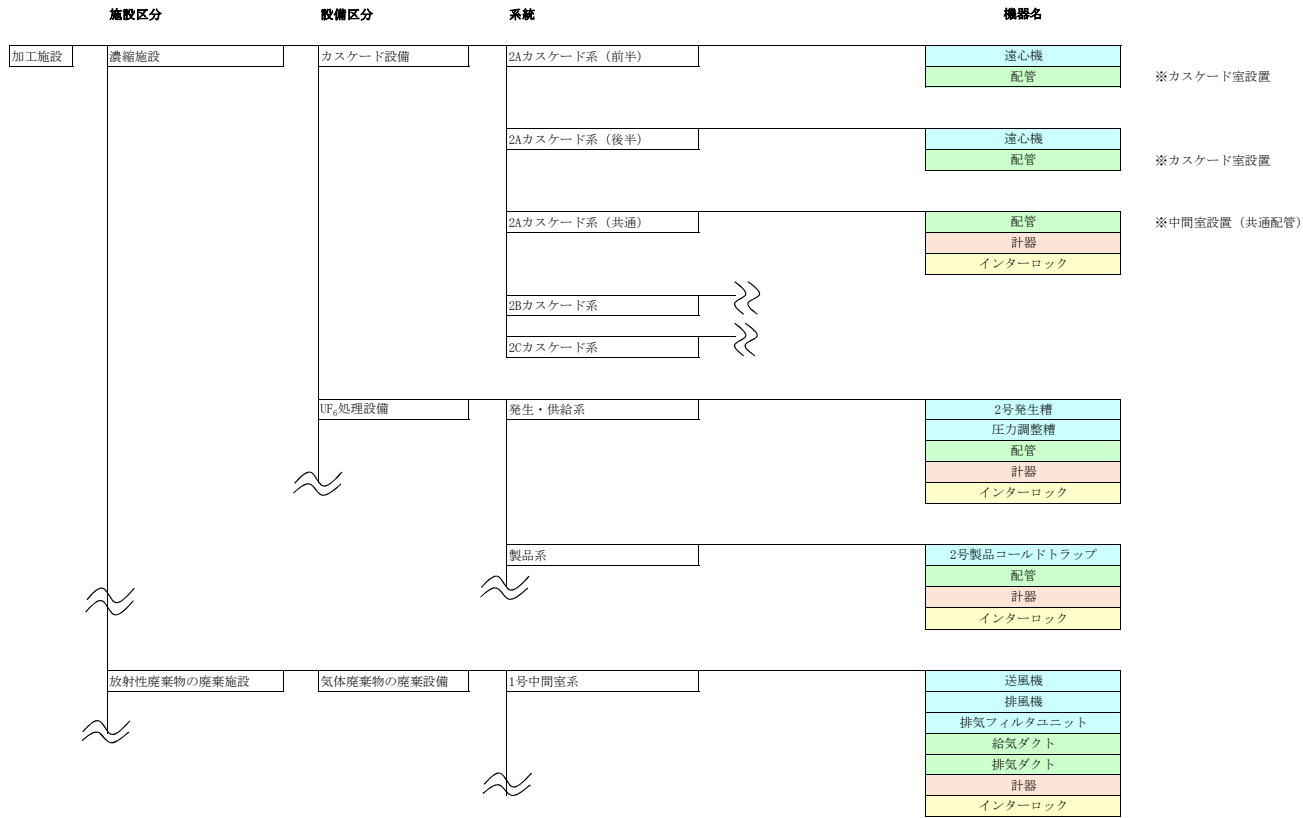 施設区分 設備区分 系統 機器名
加工施設 濃縮施設 カスケード設備 2Aカスケード系（前半） 遠心機
配管 ※カスケード室設置
2Aカスケード系（後半） 遠心機
配管 ※カスケード室設置
2Aカスケード系（共通） 配管 ※中間室設置（共通配管）
計器
インターロック
2Bカスケード系
2Cカスケード系
UF₆処理設備 発生・供給系 2号発生槽
圧力調整槽
配管
計器
インターロック
製品系 2号製品コールドトラップ
配管
計器
インターロック
放射性廃棄物の廃棄施設 気体廃棄物の廃棄設備 1号中間室系 送風機
排風機
排気フィルタユニット
給気ダクト
排気ダクト
計器
インターロック